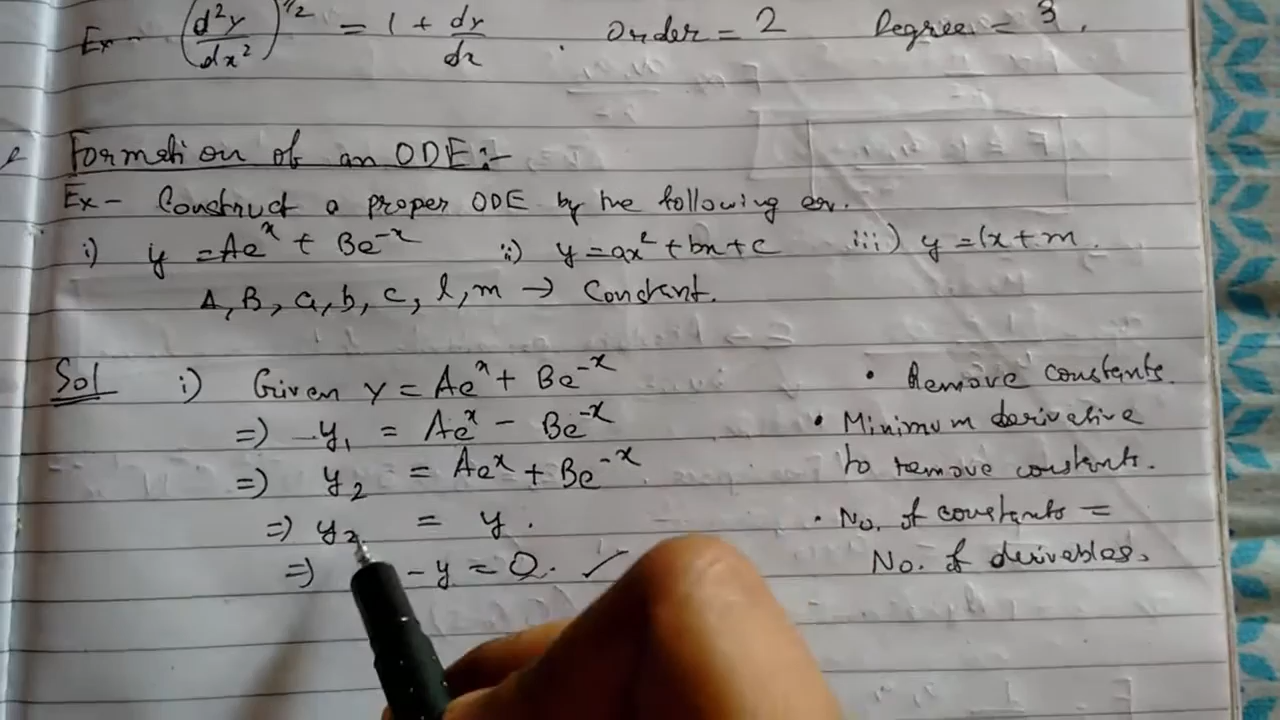 Ex - (d²y/dx²)^1/2 = 1 + dy/dx . Order = 2 Degree = 3.
Formation of an ODE:-
Ex - Construct a proper ODE by the following er.
i) y = Ae^x + Be^-x ii) y = ax² + bx + c iii) y = lx + m.
A, B, a, b, c, l, m → Constant.
Sol i) Given y = Ae^x + Be^-x
=) y₁ = Ae^x - Be^-x
=) y₂ = Ae^x + Be^-x
=) y₂ = y.
=) - y = 0. ✓
• Remove constants.
• Minimum derivative
to remove constants.
• No. of constants =
No. of derivables.